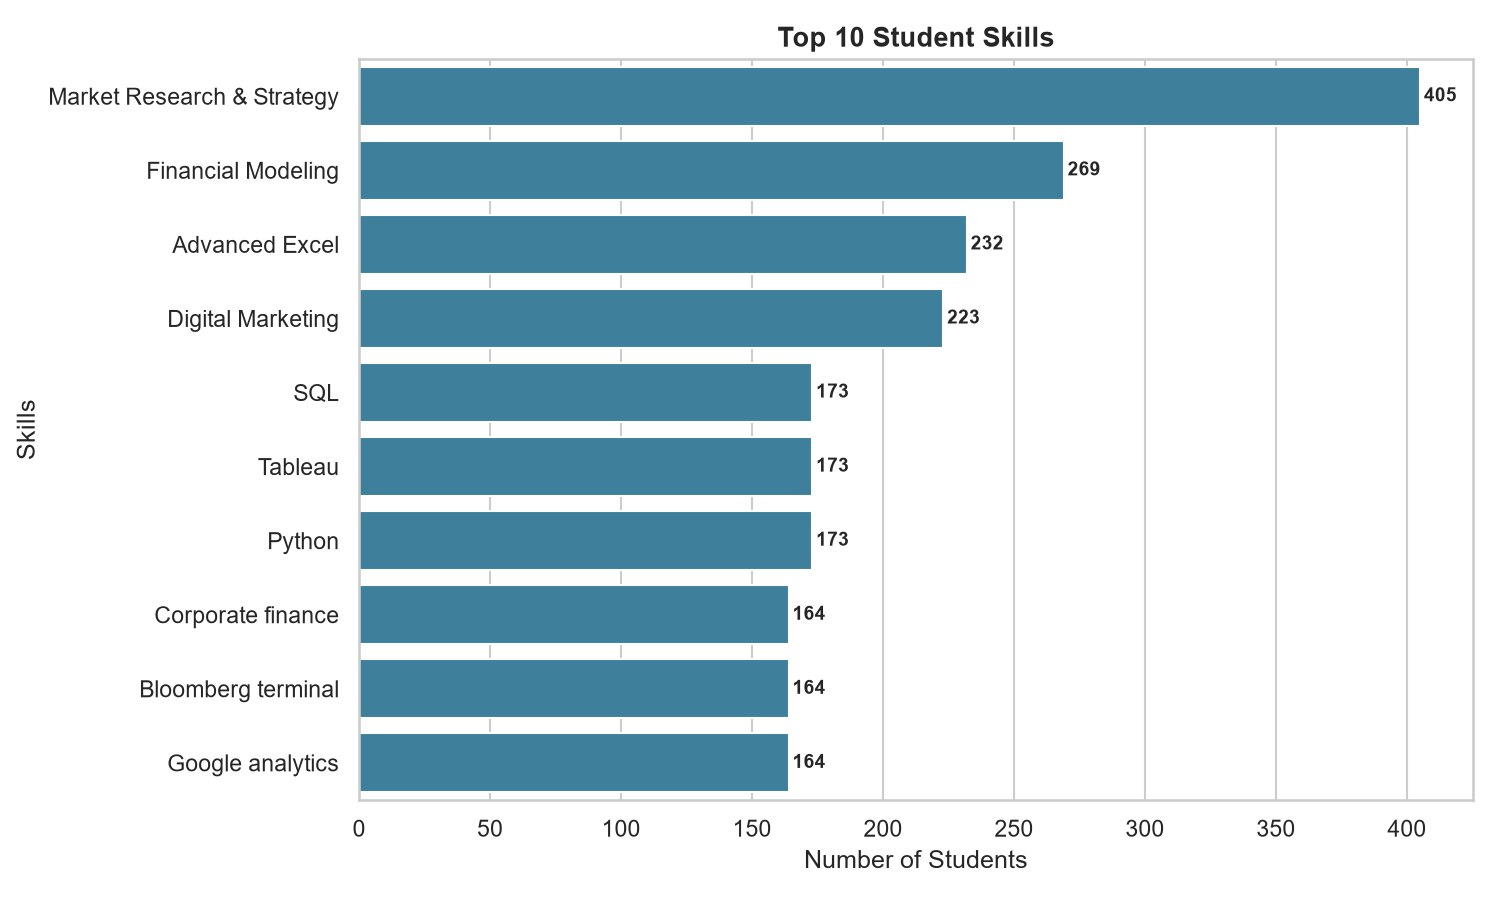 Top 10 Student Skills
Skills
Market Research & Strategy 405
Financial Modeling 269
Advanced Excel 232
Digital Marketing 223
SQL 173
Tableau 173
Python 173
Corporate finance 164
Bloomberg terminal 164
Google analytics 164
0 50 100 150 200 250 300 350 400
Number of Students